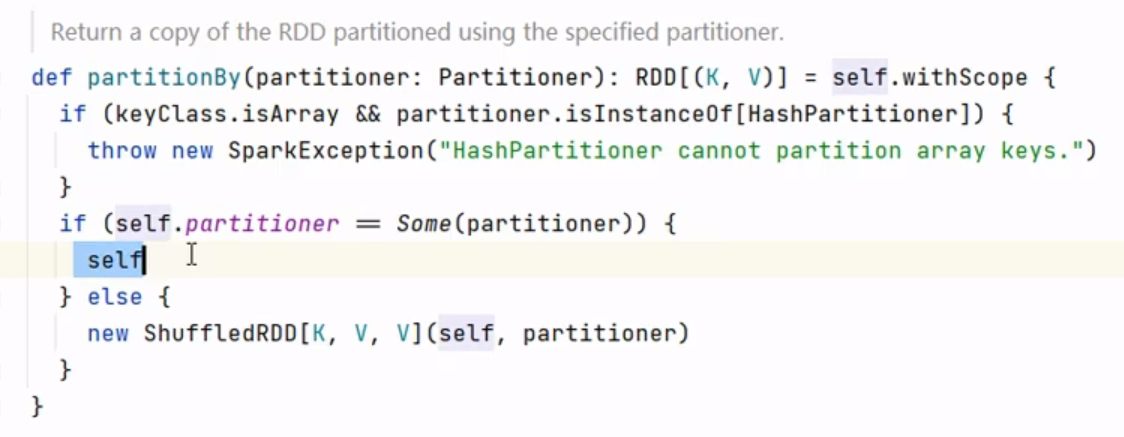 Return a copy of the RDD partitioned using the specified partitioner.
def partitionBy(partitioner: Partitioner): RDD[(K, V)] = self.withScope {
if (keyClass.isArray && partitioner.isInstanceOf[HashPartitioner]) {
throw new SparkException("HashPartitioner cannot partition array keys.")
}
if (self.partitioner == Some(partitioner)) {
self
} else {
new ShuffledRDD[K, V, V](self, partitioner)
}
}